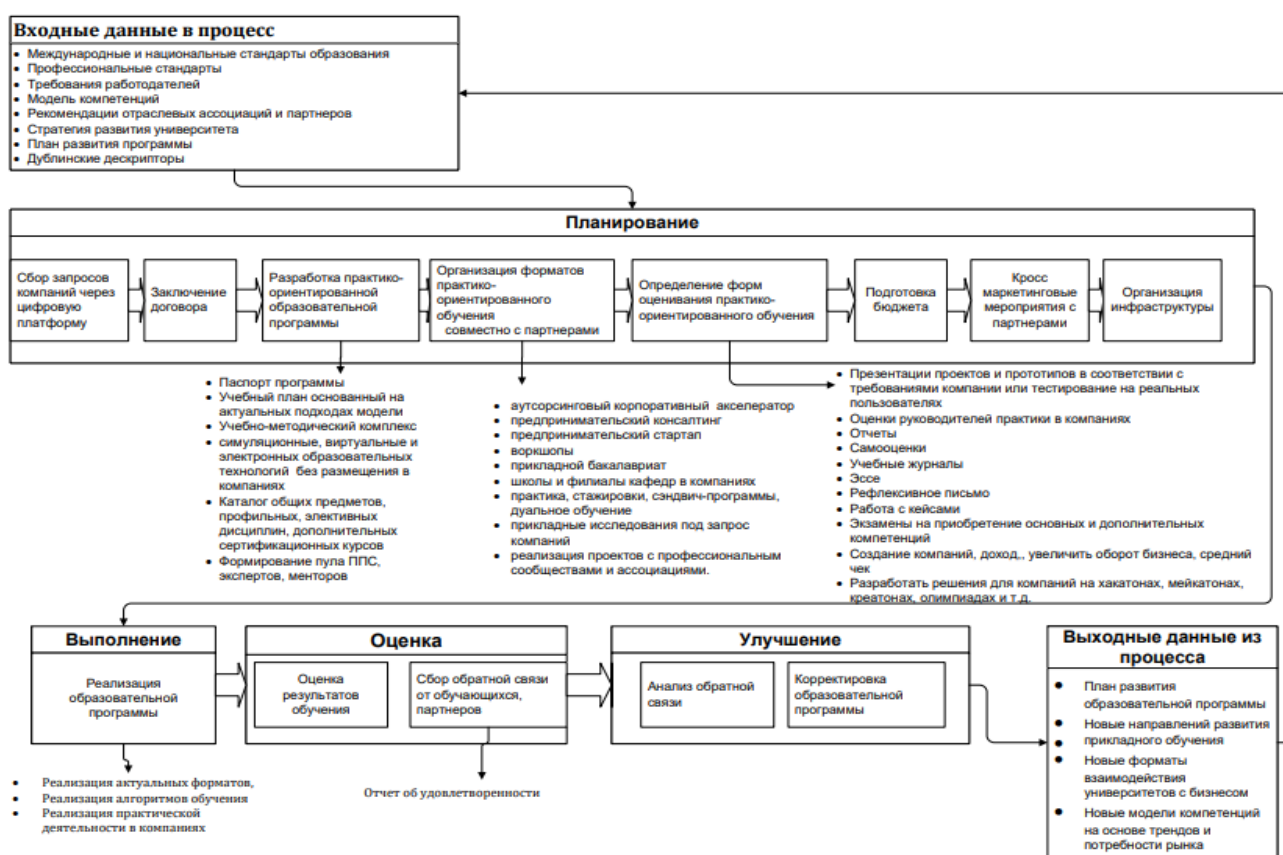 Входные данные в процесс
• Международные и национальные стандарты образования
• Профессиональные стандарты
• Требования работодателей
• Модель компетенций
• Рекомендации отраслевых ассоциаций и партнеров
• Стратегия развития университета
• План развития программы
• Дублинские дескрипторы
Планирование
Сбор запросов
компаний через
цифровую
платформу
Заключение
договора
Разработка практико-
ориентированной
образовательной
программы
Организация форматов
практико-
ориентированного
обучения
совместно с партнерами
Определение форм
оценивания практико-
ориентированного обучения
Подготовка
бюджета
Кросс
маркетинговые
мероприятия с
партнерами
Организация
инфраструктуры
• Паспорт программы
• Учебный план основанный на
актуальных подходах модели
• Учебно-методический комплекс
• симуляционные, виртуальные и
электронных образовательных
технологий без размещения в
компаниях
• Каталог общих предметов,
профильных, элективных
дисциплин, дополнительных
сертификационных курсов
• Формирование пула ППС,
экспертов, менторов
• аутсорсинговый корпоративный акселератор
• предпринимательский консалтинг
• предпринимательский стартап
• воркшопы
• прикладной бакалавриат
• школы и филиалы кафедр в компаниях
• практика, стажировки, сэндвич-программы,
дуальное обучение
• прикладные исследования под запрос
компаний
• реализация проектов с профессиональным
сообществами и ассоциациями.
• Презентации проектов и прототипов в соответствии с
требованиями компании или тестирование на реальных
пользователях
• Оценки руководителей практики в компаниях
• Отчеты
• Самооценки
• Учебные журналы
• Эссе
• Рефлексивное письмо
• Работа с кейсами
• Экзамены на приобретение основных и дополнительных
компетенций
• Создание компаний, доход,, увеличить оборот бизнеса, средний
чек
• Разработать решения для компаний на хакатонах, мейкатонах,
креатонах, олимпиадах и т.д.
Выполнение
Реализация
образовательной
программы
Оценка
Оценка
результатов
обучения
Сбор обратной связи
от обучающихся,
партнеров
Улучшение
Анализ обратной
связи
Корректировка
образовательной
программы
Выходные данные из
процесса
• План развития
образовательной программы
• Новые направлений развития
• прикладного обучения
• Новые форматы
взаимодействия
университетов с бизнесом
• Новые модели компетенций
на основе трендов и
потребности рынка
• Реализация актуальных форматов,
• Реализация алгоритмов обучения
• Реализация практической
деятельности в компаниях
Отчет об удовлетворенности